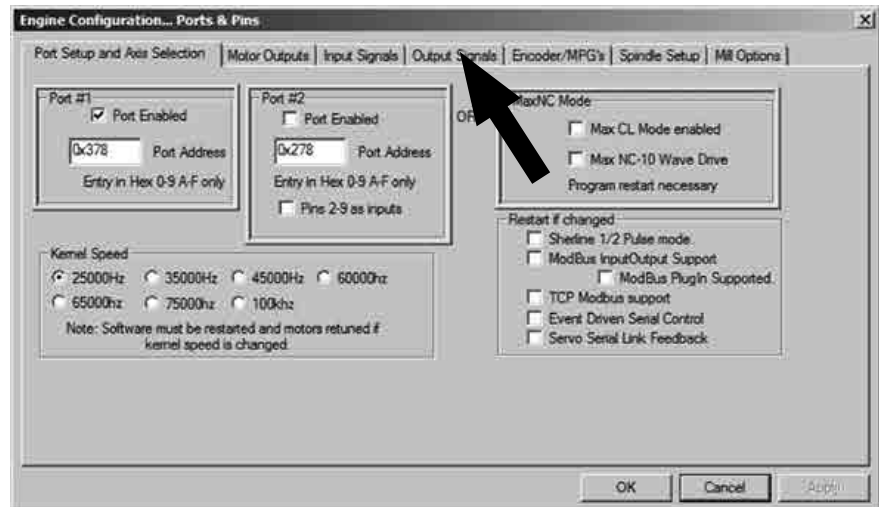 Engine Configuration... Ports & Pins
Port Setup and Axis Selection
Motor Outputs
Input Signals
Output Signals
Encoder/MPG's
Spindle Setup
Mill Options
Port #1
Port Enabled
0x378 Port Address
Entry in Hex 0-9 A-F only
Port #2
Port Enabled
0x278 Port Address
Entry in Hex 0-9 A-F only
Pins 2-9 as inputs
MaxNC Mode
Max CL Mode enabled
Max NC-10 Wave Drive
Program restart necessary
Kernel Speed
25000Hz 35000Hz 45000Hz 60000hz
65000hz 75000hz 100khz
Note: Software must be restarted and motors retuned if
kernel speed is changed.
Restart if changed
Sherline 1/2 Pulse mode.
ModBus InputOutput Support
ModBus PlugIn Supported.
TCP Modbus support
Event Driven Serial Control
Servo Serial Link Feedback
OK
Cancel
Apply